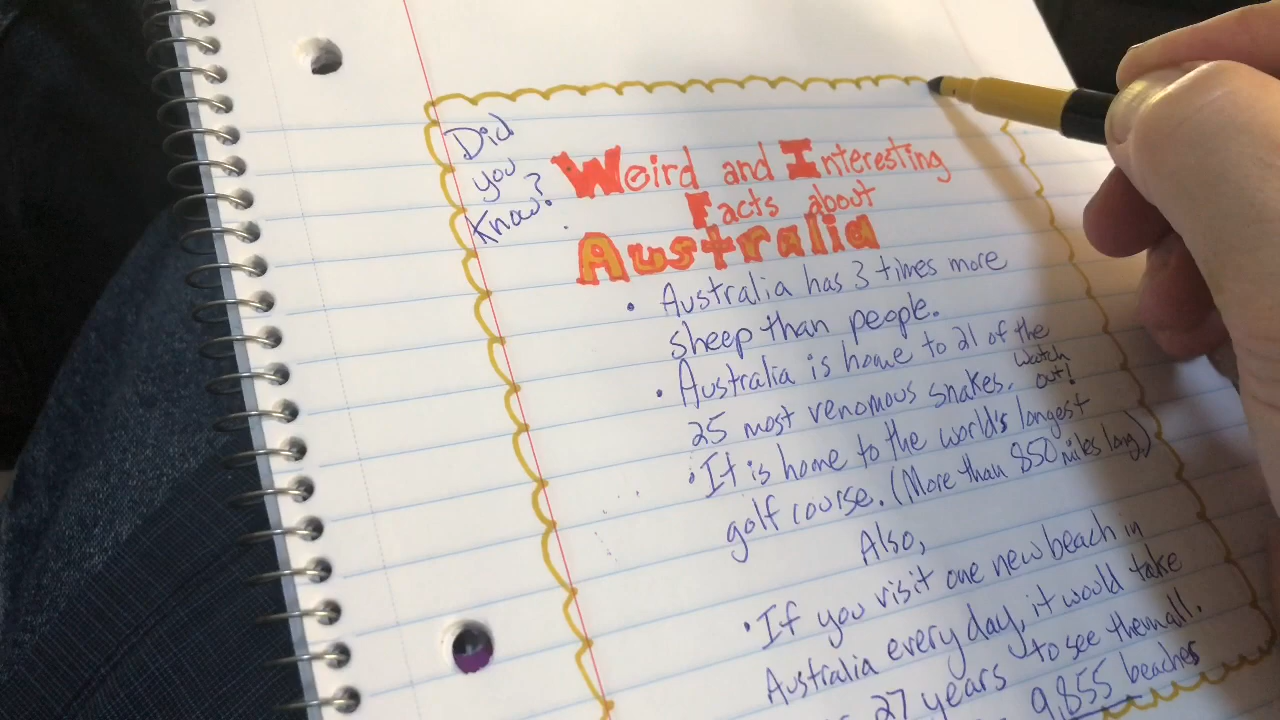 Did
you
Know?
Weird and Interesting
Facts about
Australia
• Australia has 3 times more
sheep than people.
• Australia is home to 21 of the
25 most venomous snakes. Watch
out!
• It is home to the world's longest
golf course. (More than 850 miles long.)
Also,
• If you visit one new beach in
Australia every day, it would take
27 years to see them all.
9,855 beaches